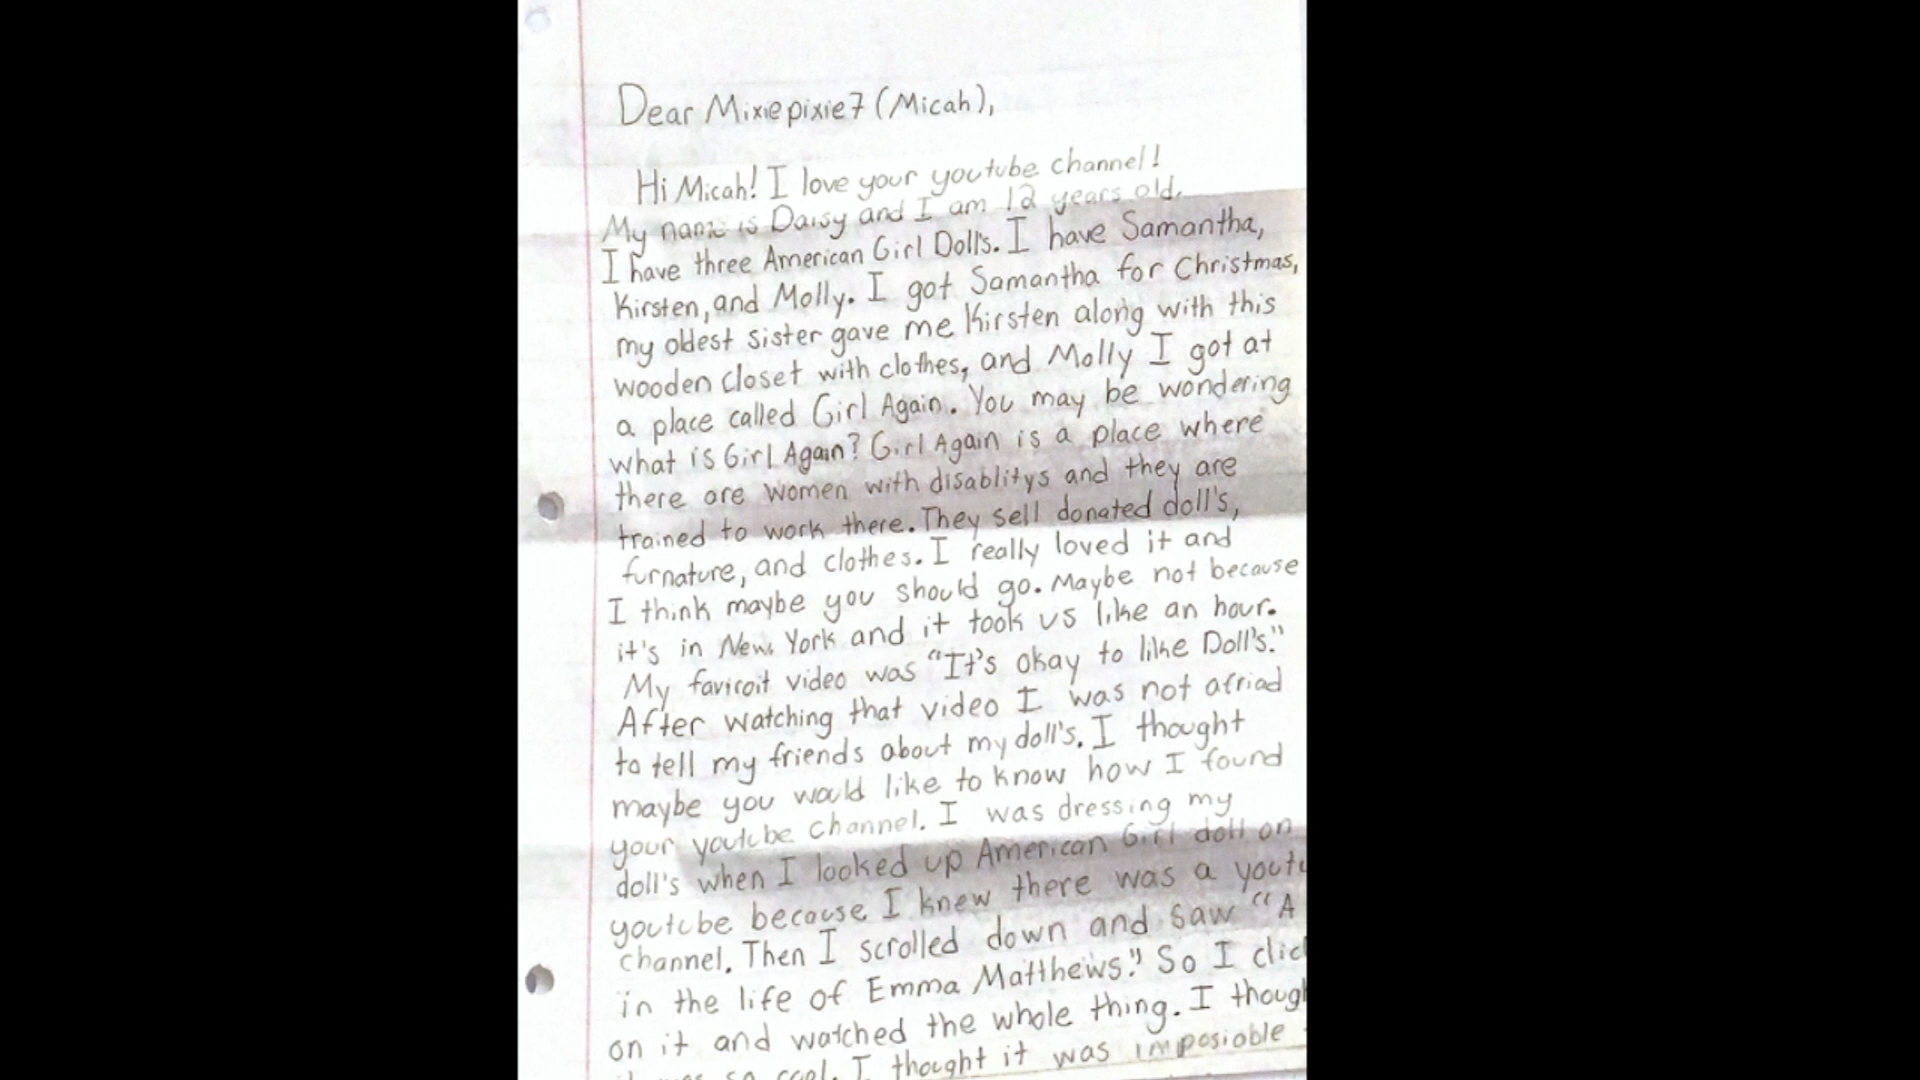 Dear Mixiepixie7 (Micah),
Hi Micah! I love your youtube channel!
My name is Daisy and I am 12 years old.
I have three American Girl Doll's. I have Samantha,
Kirsten, and Molly. I got Samantha for Christmas,
my oldest sister gave me Kirsten along with this
wooden closet with clothes, and Molly I got at
a place called Girl Again. You may be wondering
what is Girl Again? Girl Again is a place where
there are women with disablitys and they are
trained to work there. They sell donated doll's,
furnature, and clothes. I really loved it and
I think maybe you should go. Maybe not because
it's in New York and it took us like an hour.
My favicoit video was "It's okay to like Doll's."
After watching that video I was not afriad
to tell my friends about my doll's. I thought
maybe you would like to know how I found
your youtube channel. I was dressing my
doll's when I looked up American Girl doll on
youtube because I knew there was a youtu
channel. Then I scrolled down and saw "A
in the life of Emma Matthews." So I clic
on it and watched the whole thing. I though
so cool. I thought it was imposible